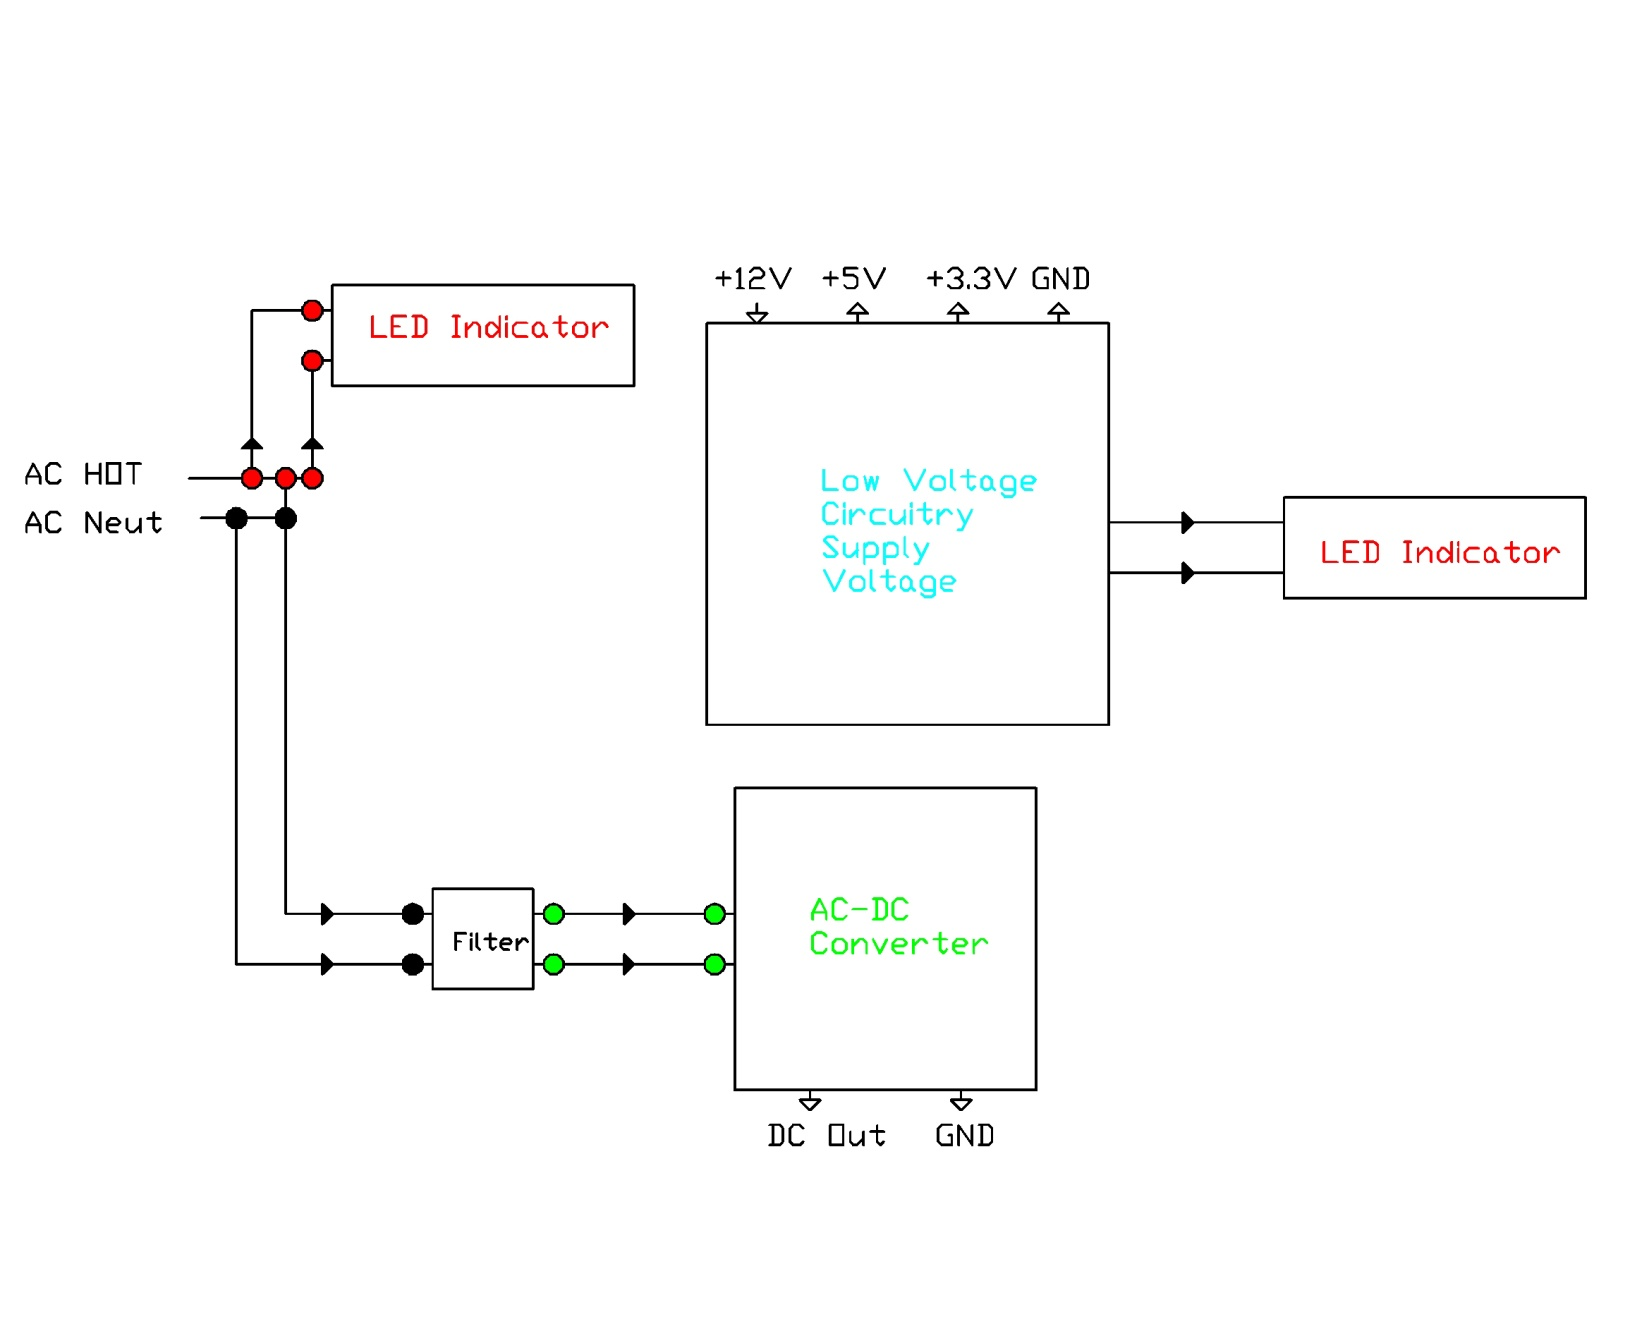 +12V +5V +3.3V GND
LED Indicator
AC HOT
AC Neut
Low Voltage
Circuitry
Supply
Voltage
LED Indicator
AC-DC
Converter
Filter
DC Out GND